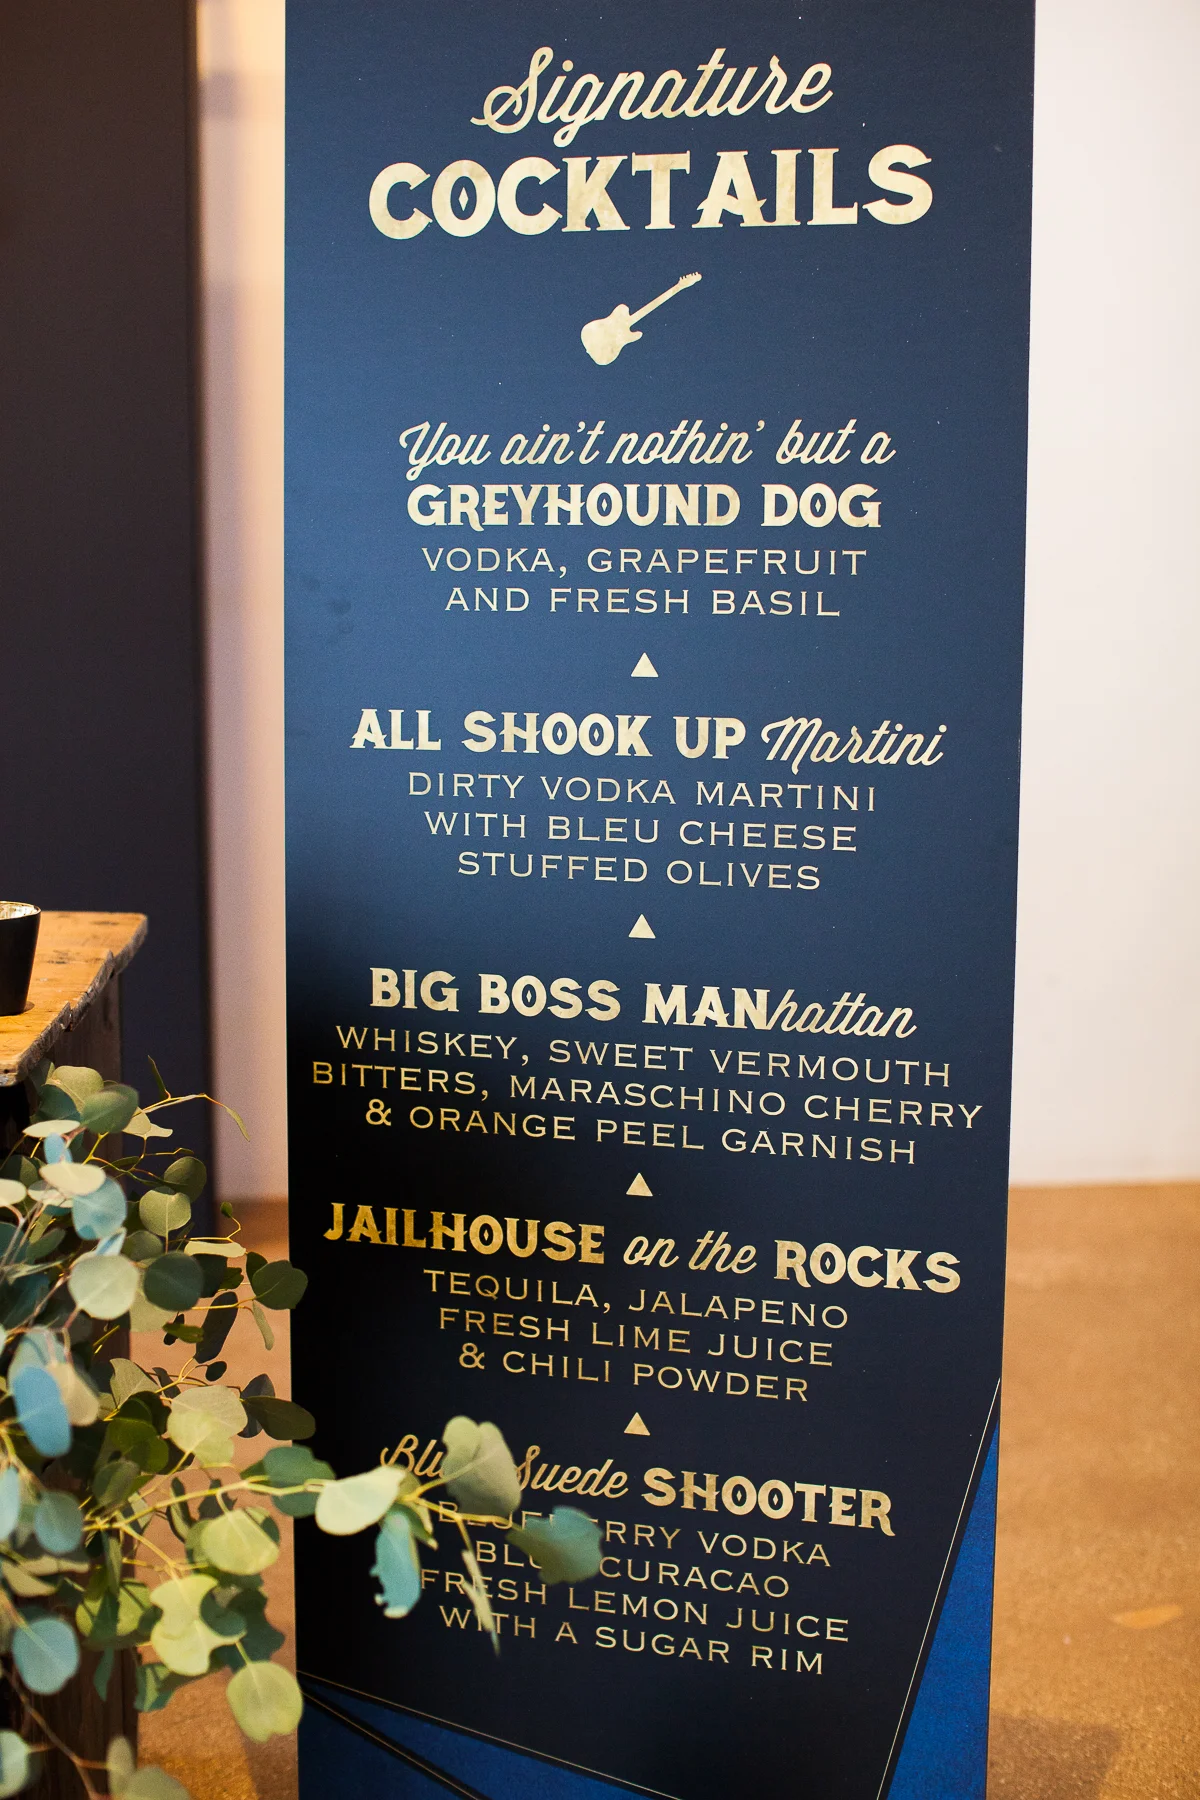 Signature
COCKTAILS
You ain't nothin' but a
GREYHOUND DOG
VODKA, GRAPEFRUIT
AND FRESH BASIL
ALL SHOOK UP Martini
DIRTY VODKA MARTINI
WITH BLEU CHEESE
STUFFED OLIVES
BIG BOSS MANhattan
WHISKEY, SWEET VERMOUTH
BITTERS, MARASCHINO CHERRY
& ORANGE PEEL GARNISH
JAILHOUSE on the ROCKS
TEQUILA, JALAPENO
FRESH LIME JUICE
& CHILI POWDER
Blue Suede SHOOTER
BLUEBERRY VODKA
BLUE CURACAO
FRESH LEMON JUICE
WITH A SUGAR RIM